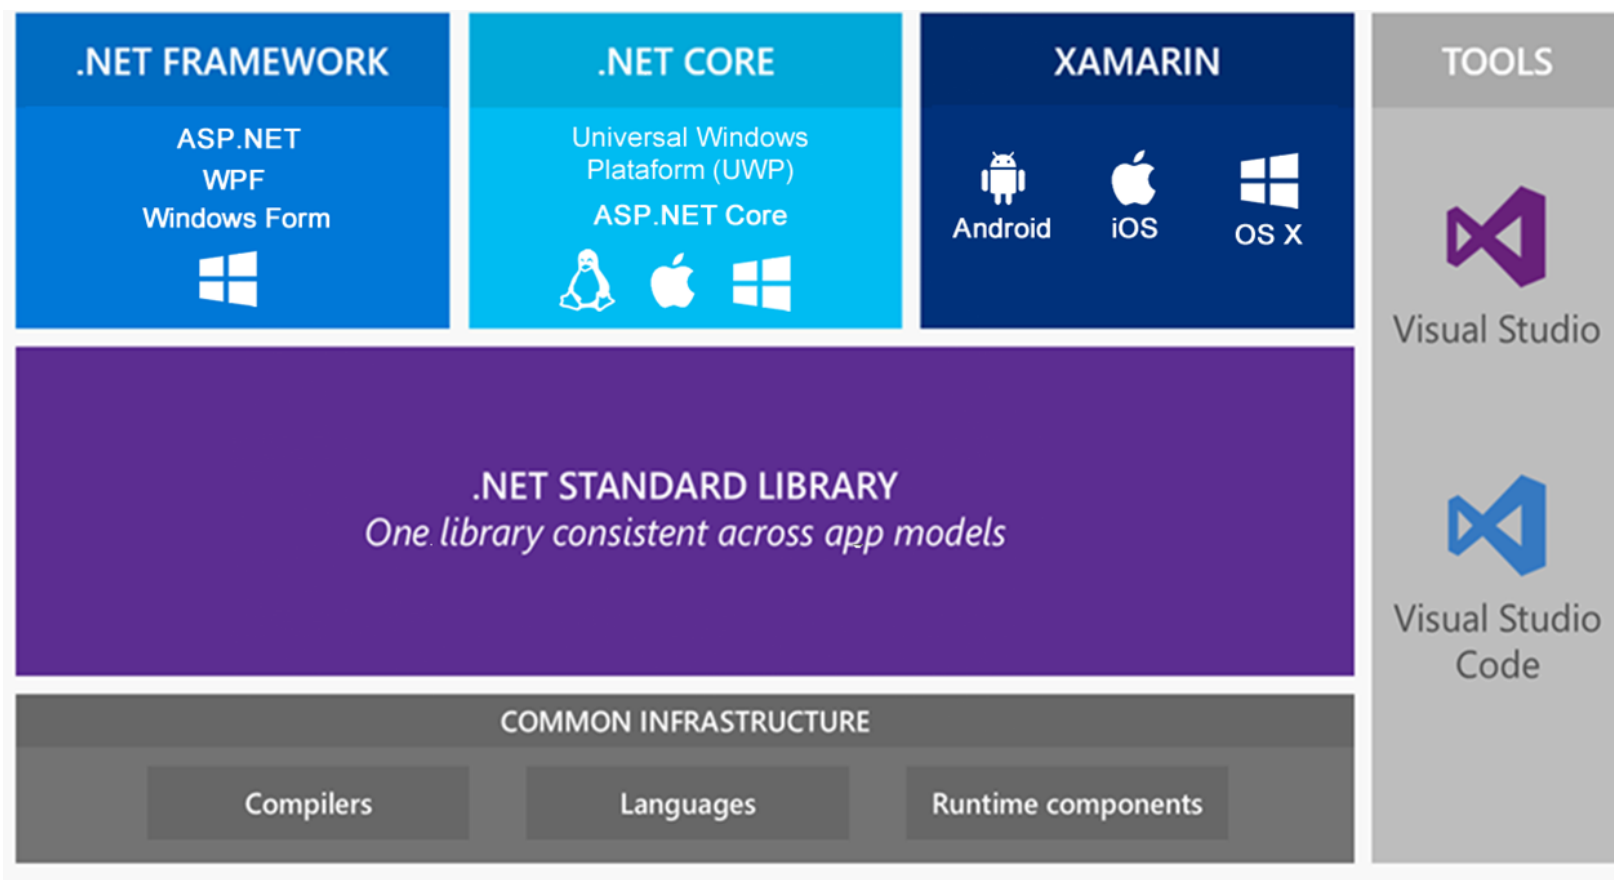 .NET FRAMEWORK
ASP.NET
WPF
Windows Form
.NET CORE
Universal Windows
Plataform (UWP)
ASP.NET Core
XAMARIN
Android
iOS
OS X
TOOLS
Visual Studio
Visual Studio
Code
.NET STANDARD LIBRARY
One library consistent across app models
COMMON INFRASTRUCTURE
Compilers
Languages
Runtime components